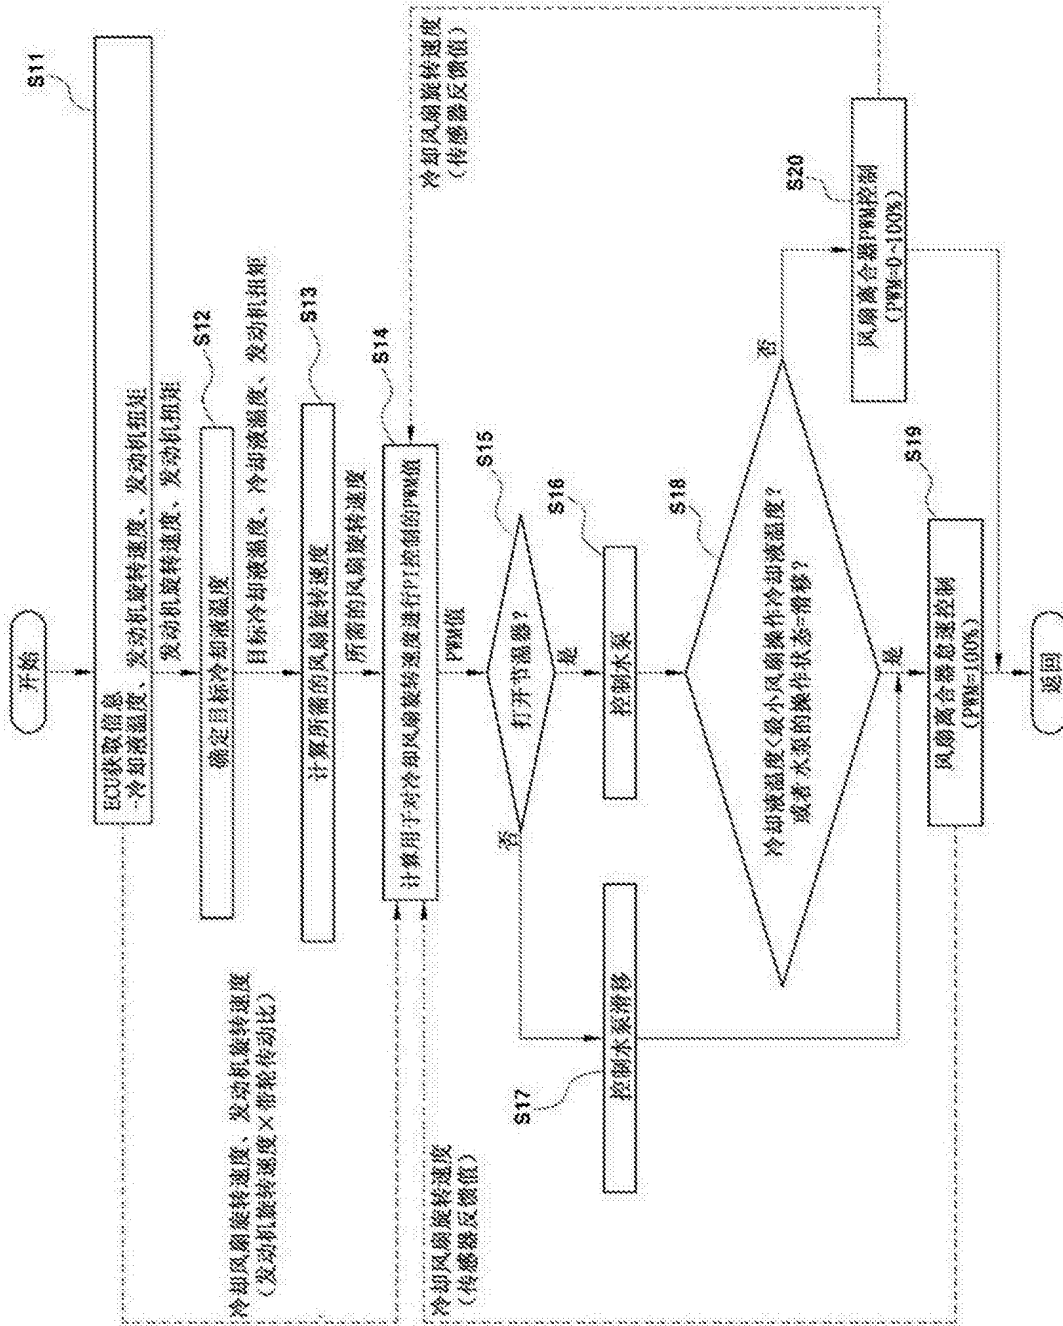 开始
S11
ECU获取信息
-冷却液温度、发动机旋转速度、发动机扭矩
发动机旋转速度、发动机扭矩
S12
确定目标冷却液温度
目标冷却液温度、冷却液温度、发动机扭矩
S13
计算所需的风扇旋转速度
所需的风扇旋转速度
冷却风扇旋转速度、发动机旋转速度
（发动机旋转速度×带轮传动比）
S14
计算用于对冷却风扇旋转速度进行PI控制的PWM值
冷却风扇旋转速度
（传感器反馈值）
冷却风扇旋转速度
（传感器反馈值）
PWM值
S15
打开节温器?
否
是
S16
控制水泵
S17
控制水泵滑移
S18
冷却液温度<最小风扇操作冷却液温度?
或者 水泵的操作状态=滑移?
否
是
S20
风扇离合器PWM控制
(PWM=0~100%)
S19
风扇离合器怠速控制
(PWM=100%)
返回